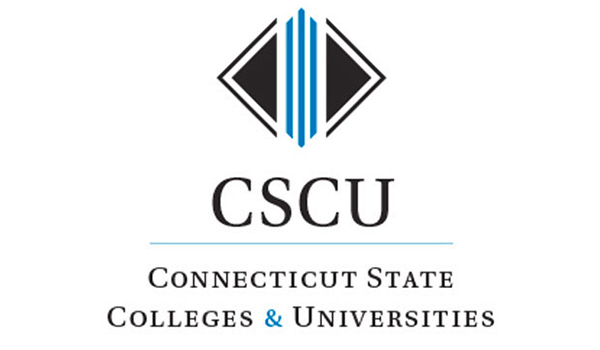 CSCU
CONNECTICUT STATE
COLLEGES & UNIVERSITIES